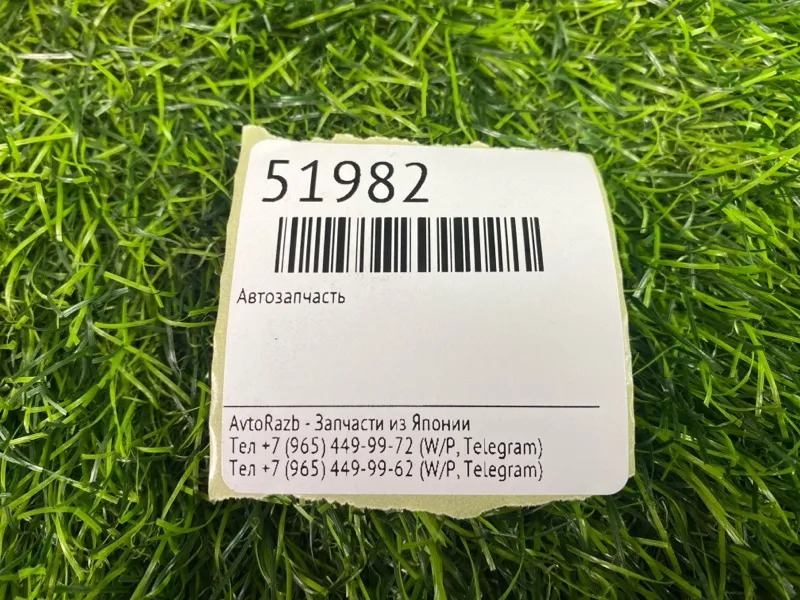 51982
Автозапчасть
AvtoRazb - Запчасти из Японии
Тел +7 (965) 449-99-72 (W/P, Telegram)
Тел +7 (965) 449-99-62 (W/P, Telegram)